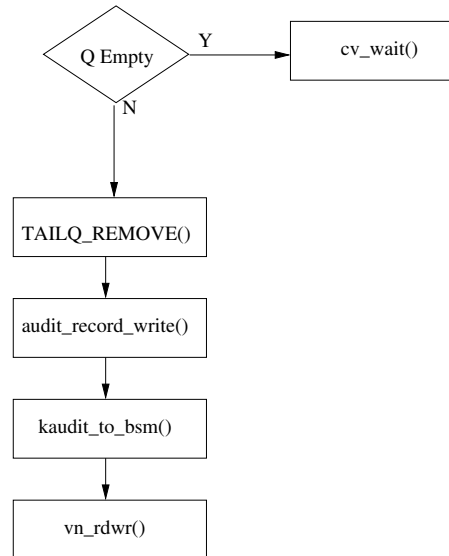 Q Empty
Y
cv_wait()
N
TAILQ_REMOVE()
audit_record_write()
kaudit_to_bsm()
vn_rdwr()